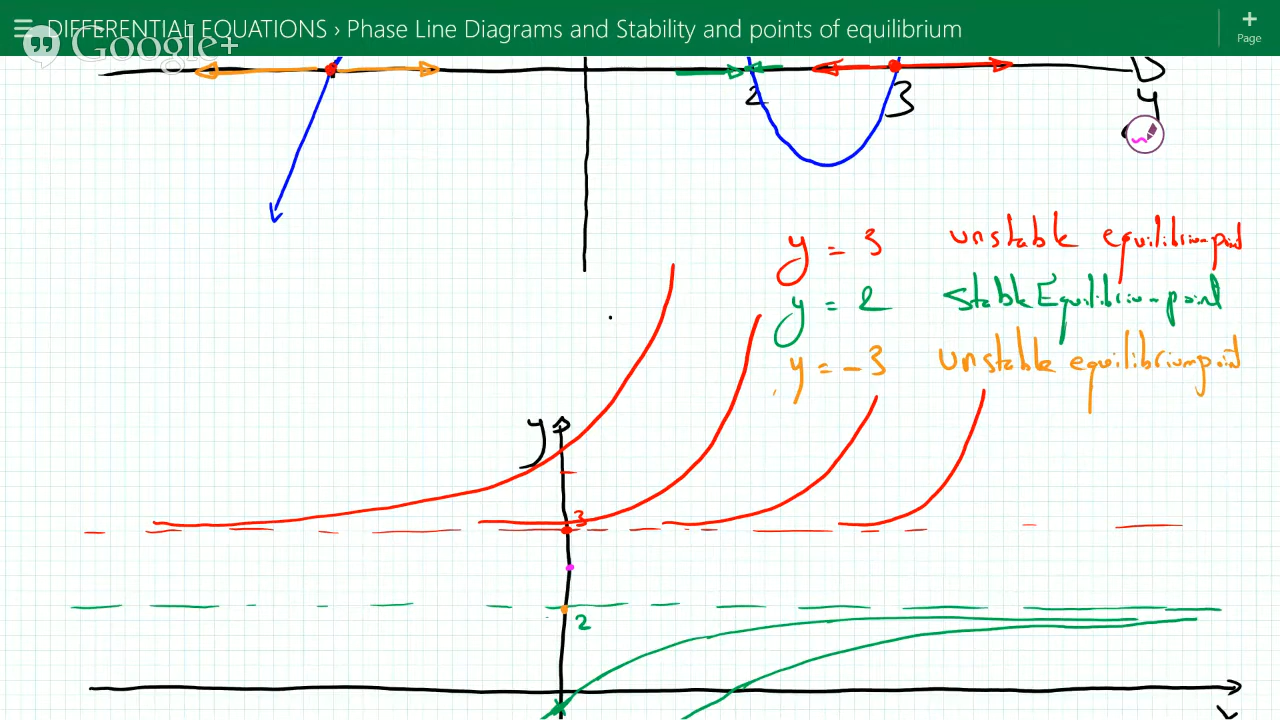 DIFFERENTIAL EQUATIONS › Phase Line Diagrams and Stability and points of equilibrium
Google+
Page
2
3
y
y = 3 unstable equilibrium point
y = 2 Stable Equilibrium point
y = -3 unstable equilibrium point
y
3
2